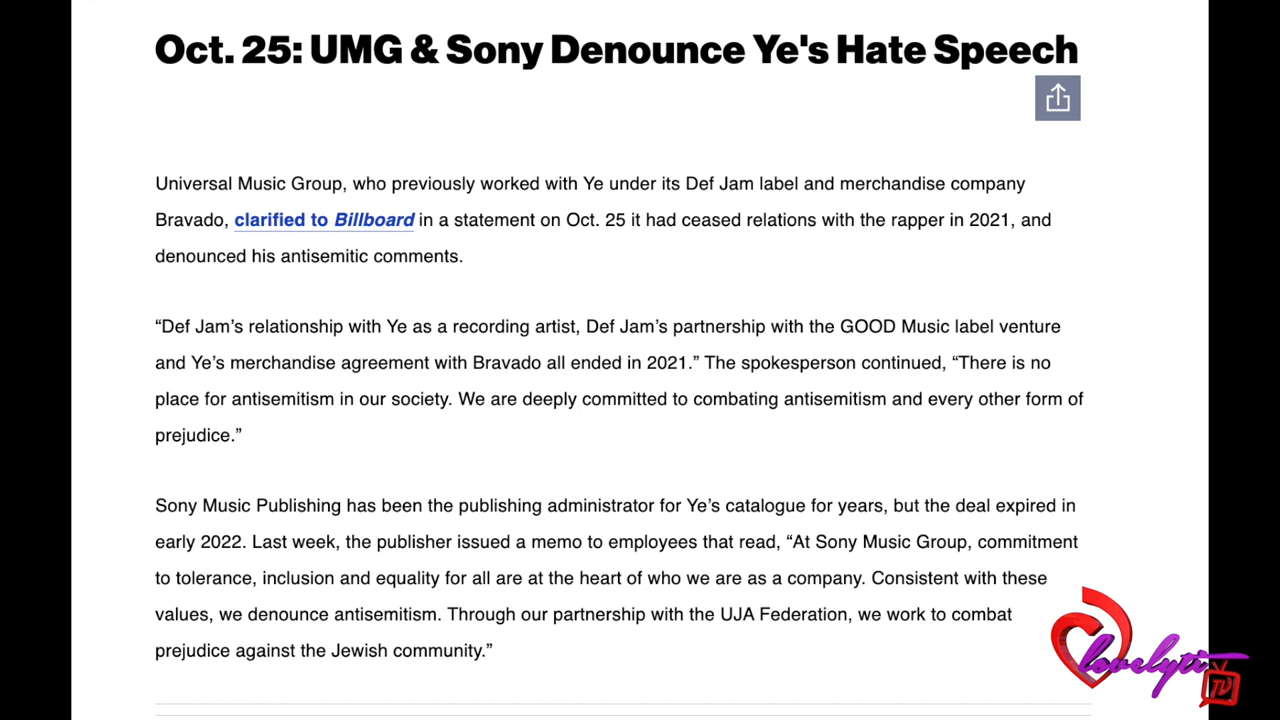 Oct. 25: UMG & Sony Denounce Ye's Hate Speech
Universal Music Group, who previously worked with Ye under its Def Jam label and merchandise company
Bravado, clarified to Billboard in a statement on Oct. 25 it had ceased relations with the rapper in 2021, and
denounced his antisemitic comments.
“Def Jam’s relationship with Ye as a recording artist, Def Jam’s partnership with the GOOD Music label venture
and Ye’s merchandise agreement with Bravado all ended in 2021.” The spokesperson continued, “There is no
place for antisemitism in our society. We are deeply committed to combating antisemitism and every other form of
prejudice.”
Sony Music Publishing has been the publishing administrator for Ye’s catalogue for years, but the deal expired in
early 2022. Last week, the publisher issued a memo to employees that read, “At Sony Music Group, commitment
to tolerance, inclusion and equality for all are at the heart of who we are as a company. Consistent with these
values, we denounce antisemitism. Through our partnership with the UJA Federation, we work to combat
prejudice against the Jewish community.”
lovelyti
TV